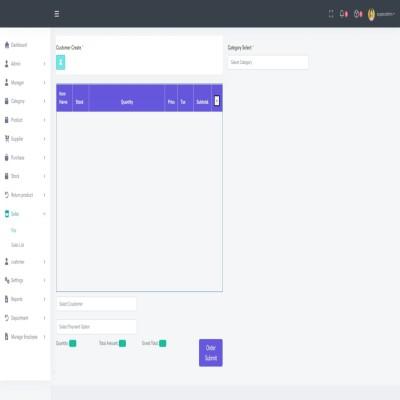 superadmin
Dashboard
Admin
Manager
Category
Product
Supplier
Purchase
Stock
Return product
Sales
Pos
Sales List
customer
Settings
Reports
Department
Manage Employee
Customer Create *
Item Name
Stock
Quantity
Price
Tax
Subtotal
Select Coustomer
Select Payment Option
Quantity:
Total Amount:
Grand Total:
Order
Submit
Category Select *
Select Category